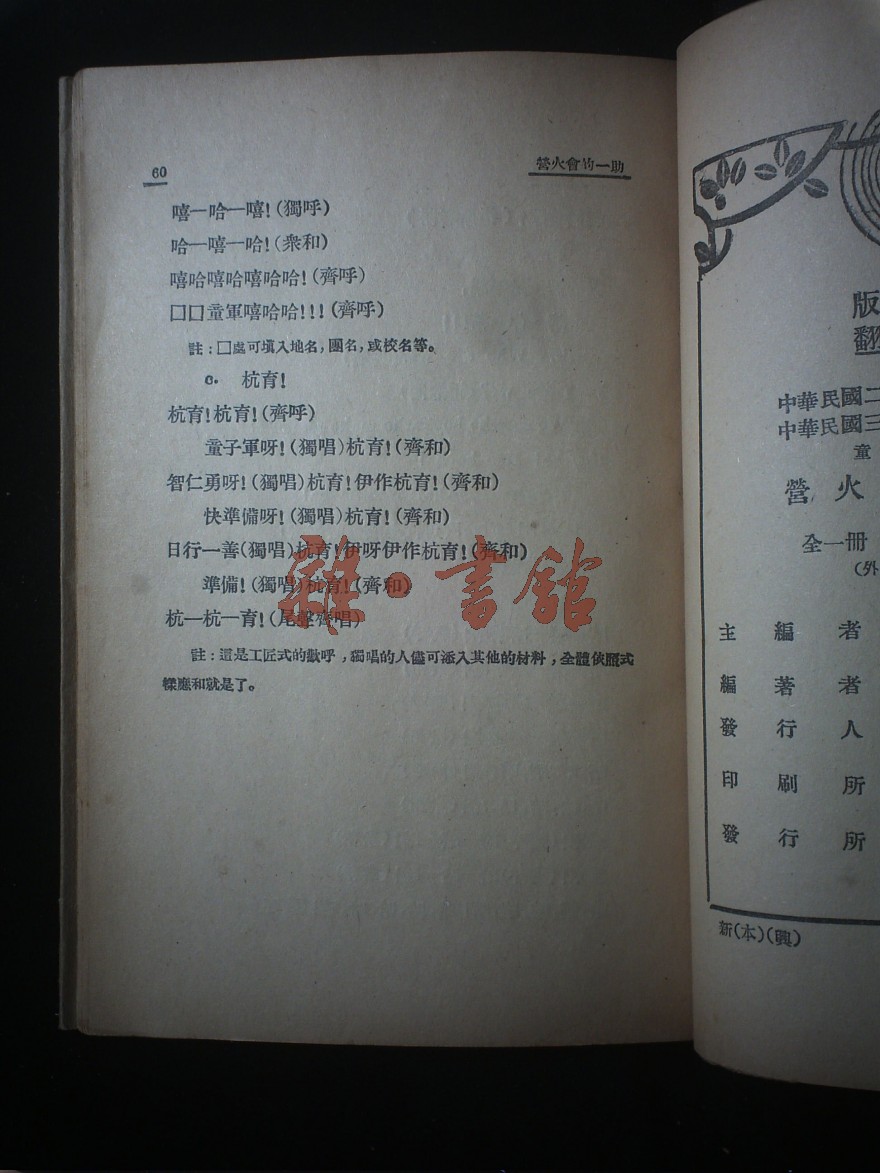 60
營火會的一助
嘻一哈一嘻!(獨呼)
哈一嘻一哈!(衆和)
嘻哈嘻哈嘻哈哈!(齊呼)
囗囗童軍嘻哈哈!!!(齊呼)
註:囗處可填入地名,團名,或校名等。
c. 杭育!
杭育!杭育!(齊呼)
童子軍呀!(獨唱)杭育!(齊和)
智仁勇呀!(獨唱)杭育!伊作杭育!(齊和)
快準備呀!(獨唱)杭育!(齊和)
日行一善(獨唱)杭育!伊呀伊作杭育!(齊和)
準備!(獨唱)杭育!(齊和)
杭—杭—育!(尾聲齊唱)
註:這是工匠式的歡呼,獨唱的人儘可添入其他的材料,全體依照式
樣應和就是了。
雜·書館
版
翻
中華民國二
中華民國三
童
營火
全一冊
(外
主編者
編著者
發行人
印刷所
發行所
新(本)(興)